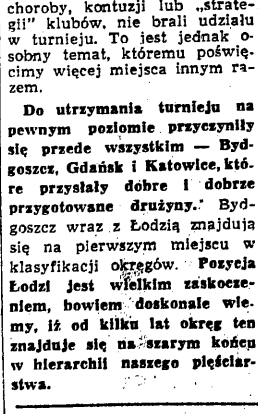 choroby, kontuzji lub „strate-
gii" klubów, nie brali udziału
w turnieju. To jest jednak o-
sobny temat, któremu poświę-
cimy więcej miejsca innym ra-
zem.
Do utrzymania turnieju na
pewnym poziomie przyczyniły
się przede wszystkim — Byd-
goszcz, Gdańsk i Katowice, któ-
re przysłały dobre i dobrze
przygotowane drużyny. Byd-
goszcz wraz z Łodzią znajdują
się na pierwszym miejscu w
klasyfikacji okręgów. Pozycja
Łodzi jest wielkim zaskocze-
niem, bowiem doskonale wie-
my, iż od kilku lat okręg ten
znajduje się na szarym końcu
w hierarchii naszego pięściar-
stwa.